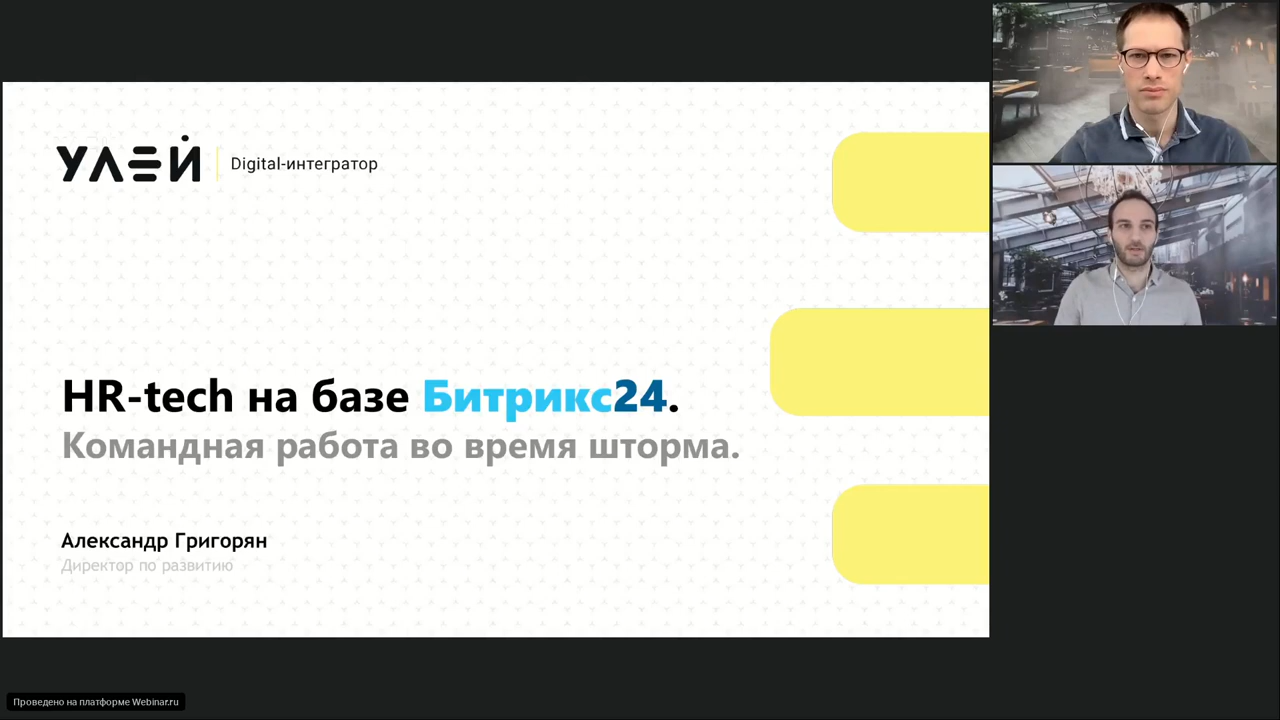 УЛЕЙ
Digital-интегратор
HR-tech на базе Битрикс24.
Командная работа во время шторма.
Александр Григорян
Директор по развитию
Проведено на платформе Webinar.ru